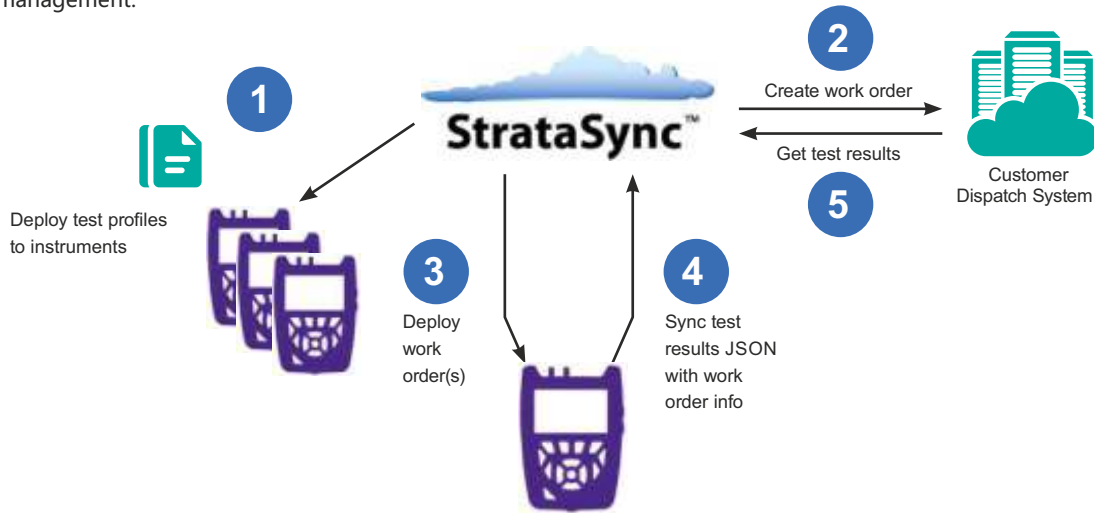 management.
1
2
Create work order
StrataSync™
Get test results
5
Customer
Dispatch System
Deploy test profiles
to instruments
3
Deploy
work
order(s)
4
Sync test
results JSON
with work
order info